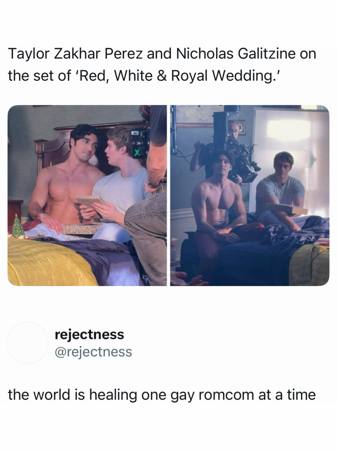 Taylor Zakhar Perez and Nicholas Galitzine on
the set of ‘Red, White & Royal Wedding.’
rejectness
@rejectness
the world is healing one gay romcom at a time